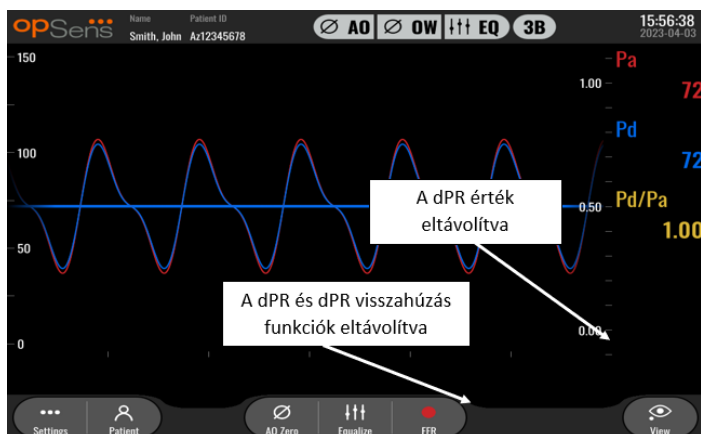 opSens
Name
Patient ID
Smith, John
Az12345678
AO
OW
EQ
3B
15:56:38
2023-04-03
150
100
50
0
1.00
0.50
0.00
Pa
72
Pd
72
Pd/Pa
1.00
A dPR érték
eltávolítva
A dPR és dPR visszahúzás
funkciók eltávolítva
Settings
Patient
AO Zero
Equalize
FFR
View